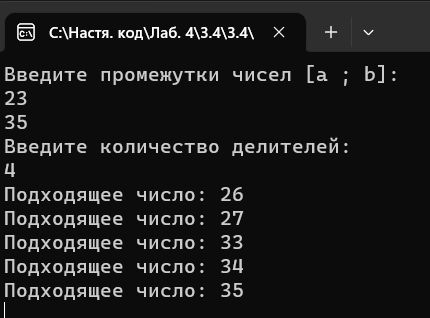 C:\Настя. код\Лаб. 4\3.4\3.4\
Введите промежутки чисел [a ; b]:
23
35
Введите количество делителей:
4
Подходящее число: 26
Подходящее число: 27
Подходящее число: 33
Подходящее число: 34
Подходящее число: 35